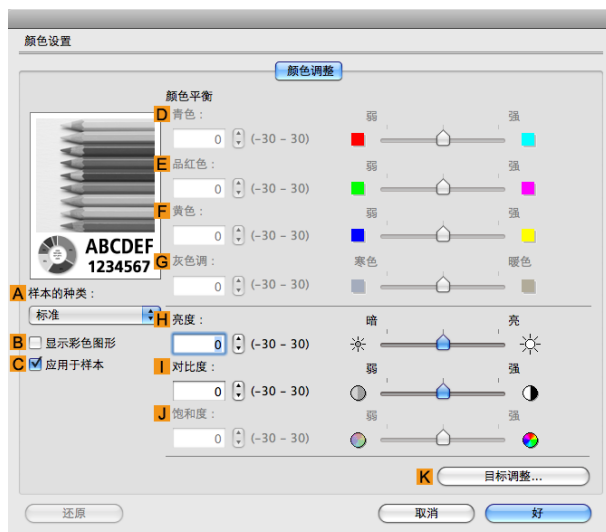 颜色设置
颜色调整
颜色平衡
D 青色：
弱 强
0 (-30 – 30)
E 品红色：
弱 强
0 (-30 – 30)
F 黄色：
弱 强
0 (-30 – 30)
G 灰色调：
寒色 暖色
0 (-30 – 30)
ABCDEF
1234567
A 样本的种类：
标准
B 显示彩色图形
C 应用于样本
H 亮度：
暗 亮
0 (-30 – 30)
I 对比度：
弱 强
0 (-30 – 30)
J 饱和度：
弱 强
0 (-30 – 30)
K 目标调整...
还原 取消 好